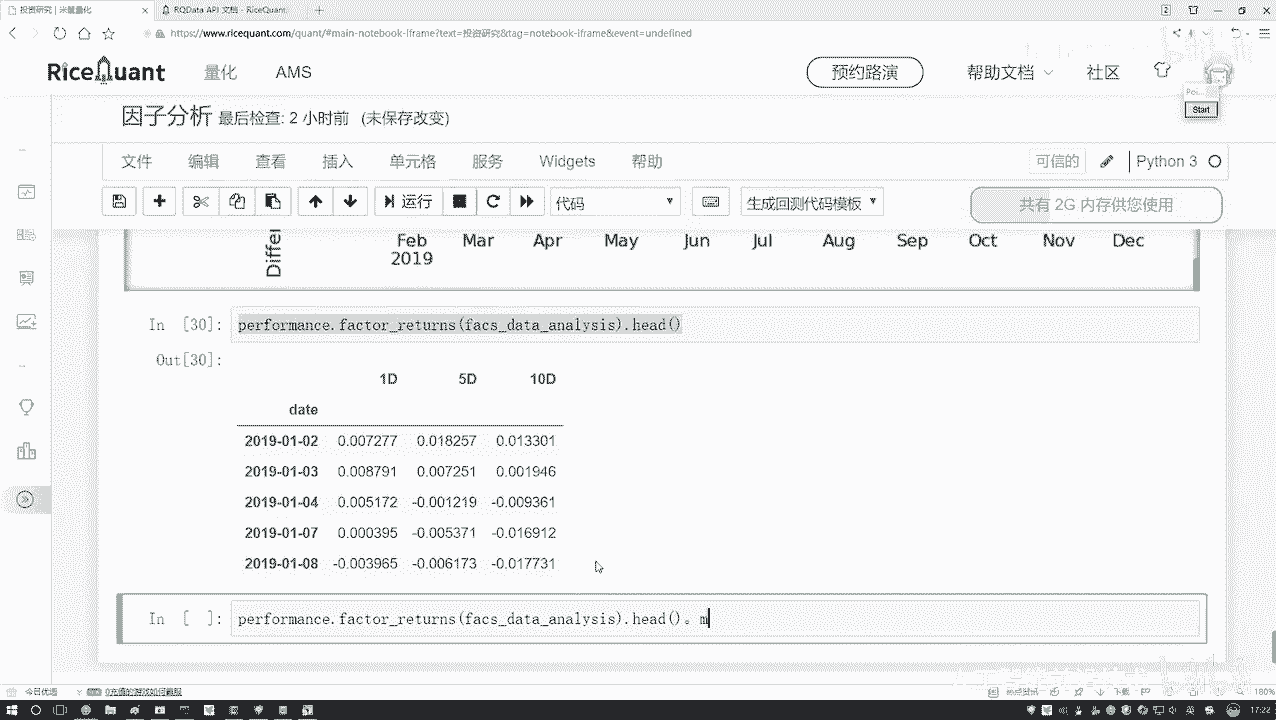 投资研究 | 米筐量化
RQData API 文档 - RiceQuant
https://www.ricequant.com/quant/#main-notebook-iframe?text=投资研究&tag=notebook-iframe&event=undefined
RiceQuant 量化 AMS 预约路演 帮助文档 社区
Start
因子分析 最后检查: 2 小时前 (未保存改变)
文件 编辑 查看 插入 单元格 服务 Widgets 帮助 可信的 Python 3
运行 代码 生成回测代码模板 共有 2G 内存供您使用
Differ
Feb Mar Apr May Jun Jul Aug Sep Oct Nov Dec
2019
In [30]: performance.factor_returns(facs_data_analysis).head()
Out[30]:
1D 5D 10D
date
2019-01-02 0.007277 0.018257 0.013301
2019-01-03 0.008791 0.007251 0.001946
2019-01-04 0.005172 -0.001219 -0.009361
2019-01-07 0.000395 -0.005371 -0.016912
2019-01-08 -0.003965 -0.006173 -0.017731
In [ ]: performance.factor_returns(facs_data_analysis).head()。m
今日优选
下载
180%
17:22